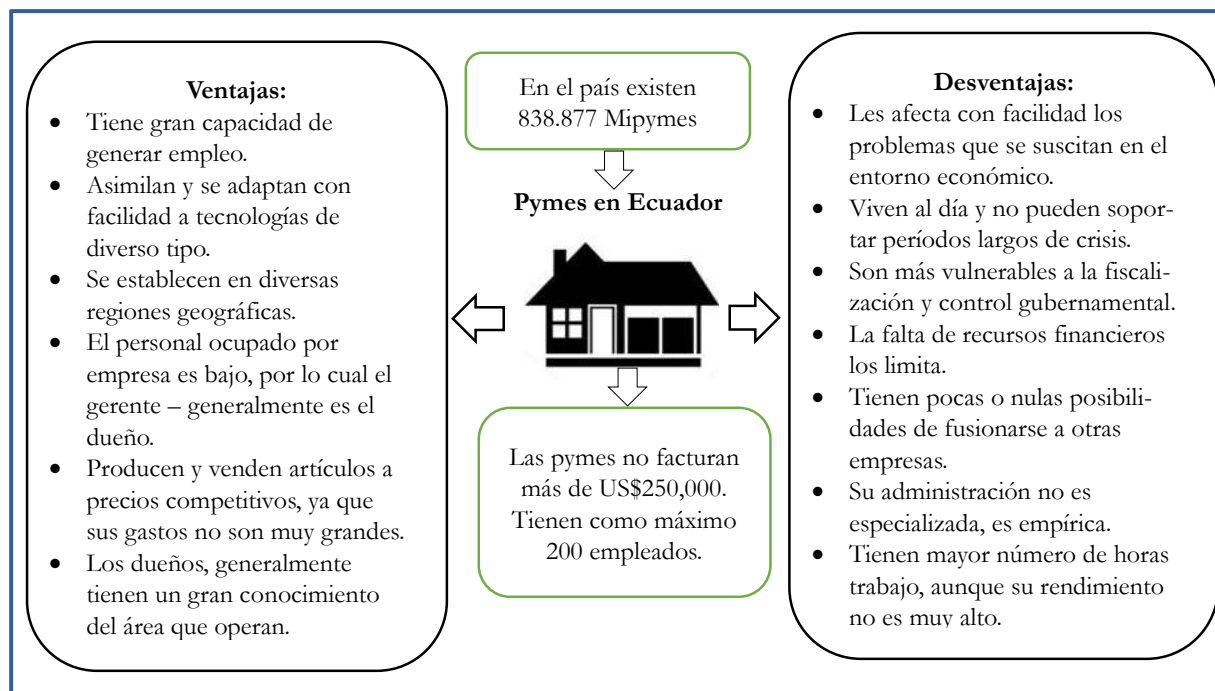 Ventajas:
• Tiene gran capacidad de
generar empleo.
• Asimilan y se adaptan con
facilidad a tecnologías de
diverso tipo.
• Se establecen en diversas
regiones geográficas.
• El personal ocupado por
empresa es bajo, por lo cual el
gerente – generalmente es el
dueño.
• Producen y venden artículos a
precios competitivos, ya que
sus gastos no son muy grandes.
• Los dueños, generalmente
tienen un gran conocimiento
del área que operan.
En el país existen
838.877 Mipymes
Pymes en Ecuador
Las pymes no facturan
más de US$250,000.
Tienen como máximo
200 empleados.
Desventajas:
• Les afecta con facilidad los
problemas que se suscitan en el
entorno económico.
• Viven al día y no pueden sopor-
tar períodos largos de crisis.
• Son más vulnerables a la fiscali-
zación y control gubernamental.
• La falta de recursos financieros
los limita.
• Tienen pocas o nulas posibili-
dades de fusionarse a otras
empresas.
• Su administración no es
especializada, es empírica.
• Tienen mayor número de horas
trabajo, aunque su rendimiento
no es muy alto.